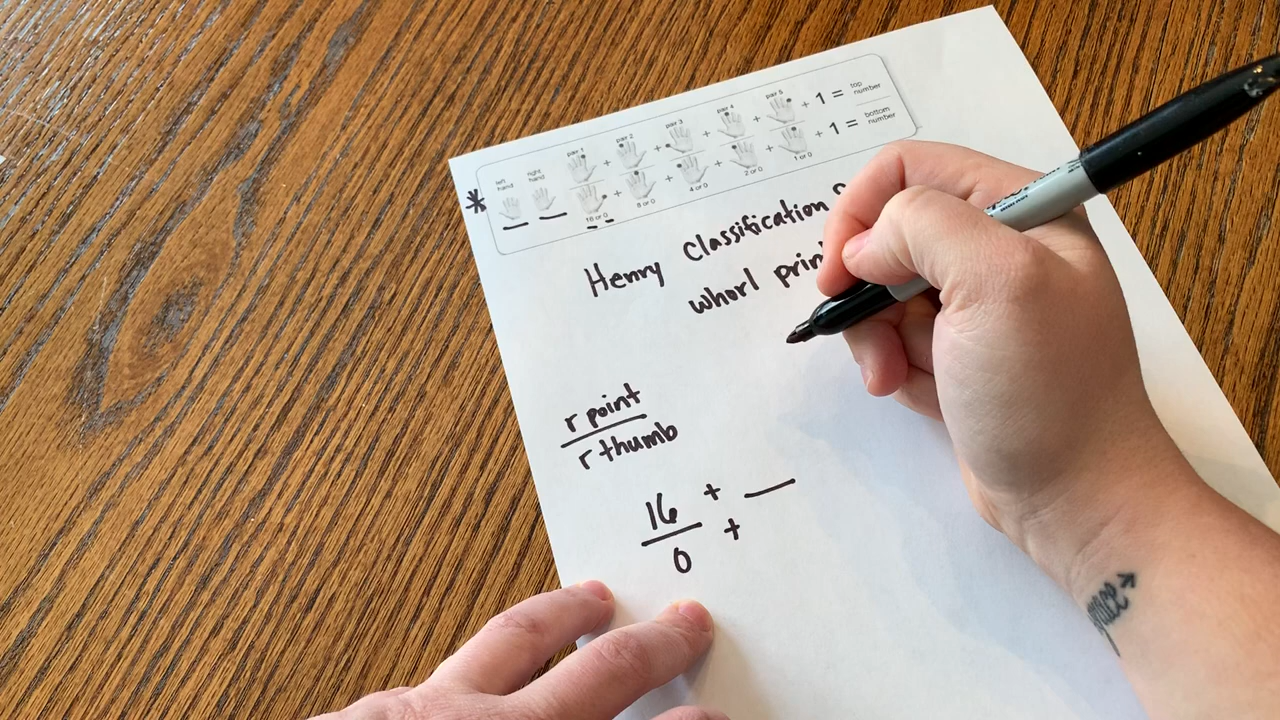 pair 1 pair 2 pair 3 pair 4 pair 5
left hand right hand + + + + + 1 = top number
+ + + + + 1 = bottom number
* 16 or 0 8 or 0 4 or 0 2 or 0 1 or 0
Henry Classification
whorl
r point
r thumb
16 +
0 +